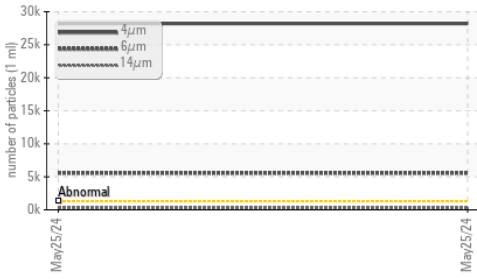 30k
25k
20k
15k
10k
5k
0k
number of particles (1 ml)
4μm
6μm
14μm
Abnormal
May25/24
May25/24